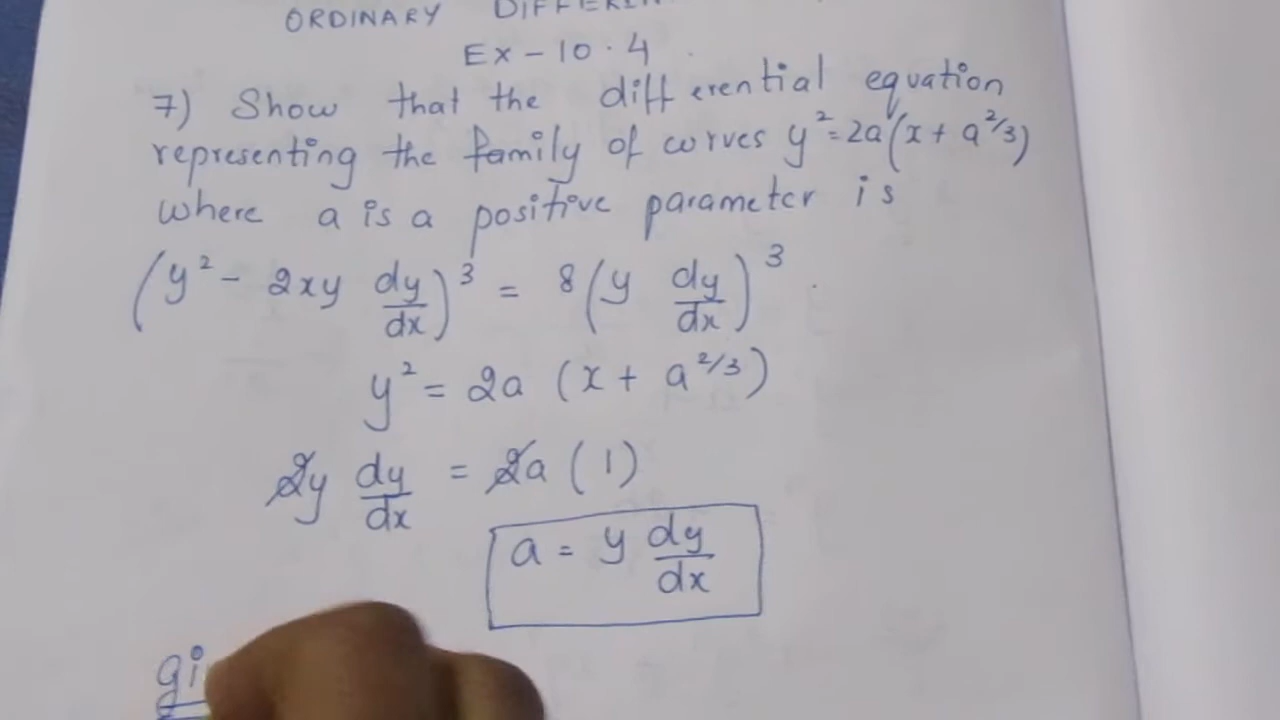 ORDINARY
Ex - 10.4
7) Show that the differential equation
representing the family of curves y² = 2a(x + a^2/3)
where a is a positive parameter is
(y² - 2xy dy/dx)³ = 8(y dy/dx)³
y² = 2a (x + a^2/3)
2y dy/dx = 2a (1)
a = y dy/dx